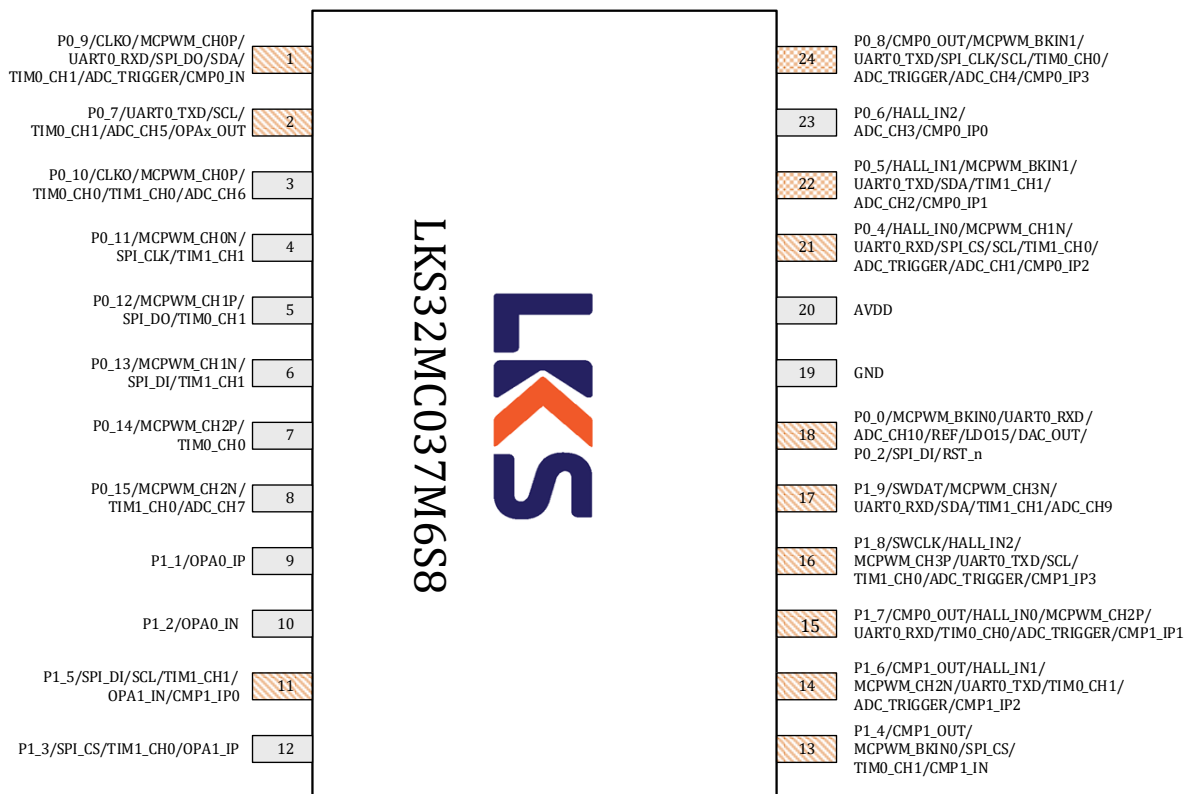 P0_9/CLKO/MCPWM_CH0P/
UART0_RXD/SPI_DO/SDA/
TIM0_CH1/ADC_TRIGGER/CMP0_IN
1
P0_7/UART0_TXD/SCL/
TIM0_CH1/ADC_CH5/OPAx_OUT
2
P0_10/CLKO/MCPWM_CH0P/
TIM0_CH0/TIM1_CH0/ADC_CH6
3
P0_11/MCPWM_CH0N/
SPI_CLK/TIM1_CH1
4
P0_12/MCPWM_CH1P/
SPI_DO/TIM0_CH1
5
P0_13/MCPWM_CH1N/
SPI_DI/TIM1_CH1
6
P0_14/MCPWM_CH2P/
TIM0_CH0
7
P0_15/MCPWM_CH2N/
TIM1_CH0/ADC_CH7
8
P1_1/OPA0_IP
9
P1_2/OPA0_IN
10
P1_5/SPI_DI/SCL/TIM1_CH1/
OPA1_IN/CMP1_IP0
11
P1_3/SPI_CS/TIM1_CH0/OPA1_IP
12
LKS32MC037M6S8
LKS
24
P0_8/CMP0_OUT/MCPWM_BKIN1/
UART0_TXD/SPI_CLK/SCL/TIM0_CH0/
ADC_TRIGGER/ADC_CH4/CMP0_IP3
23
P0_6/HALL_IN2/
ADC_CH3/CMP0_IP0
22
P0_5/HALL_IN1/MCPWM_BKIN1/
UART0_TXD/SDA/TIM1_CH1/
ADC_CH2/CMP0_IP1
21
P0_4/HALL_IN0/MCPWM_CH1N/
UART0_RXD/SPI_CS/SCL/TIM1_CH0/
ADC_TRIGGER/ADC_CH1/CMP0_IP2
20
AVDD
19
GND
18
P0_0/MCPWM_BKIN0/UART0_RXD/
ADC_CH10/REF/LDO15/DAC_OUT/
P0_2/SPI_DI/RST_n
17
P1_9/SWDAT/MCPWM_CH3N/
UART0_RXD/SDA/TIM1_CH1/ADC_CH9
16
P1_8/SWCLK/HALL_IN2/
MCPWM_CH3P/UART0_TXD/SCL/
TIM1_CH0/ADC_TRIGGER/CMP1_IP3
15
P1_7/CMP0_OUT/HALL_IN0/MCPWM_CH2P/
UART0_RXD/TIM0_CH0/ADC_TRIGGER/CMP1_IP1
14
P1_6/CMP1_OUT/HALL_IN1/
MCPWM_CH2N/UART0_TXD/TIM0_CH1/
ADC_TRIGGER/CMP1_IP2
13
P1_4/CMP1_OUT/
MCPWM_BKIN0/SPI_CS/
TIM0_CH1/CMP1_IN